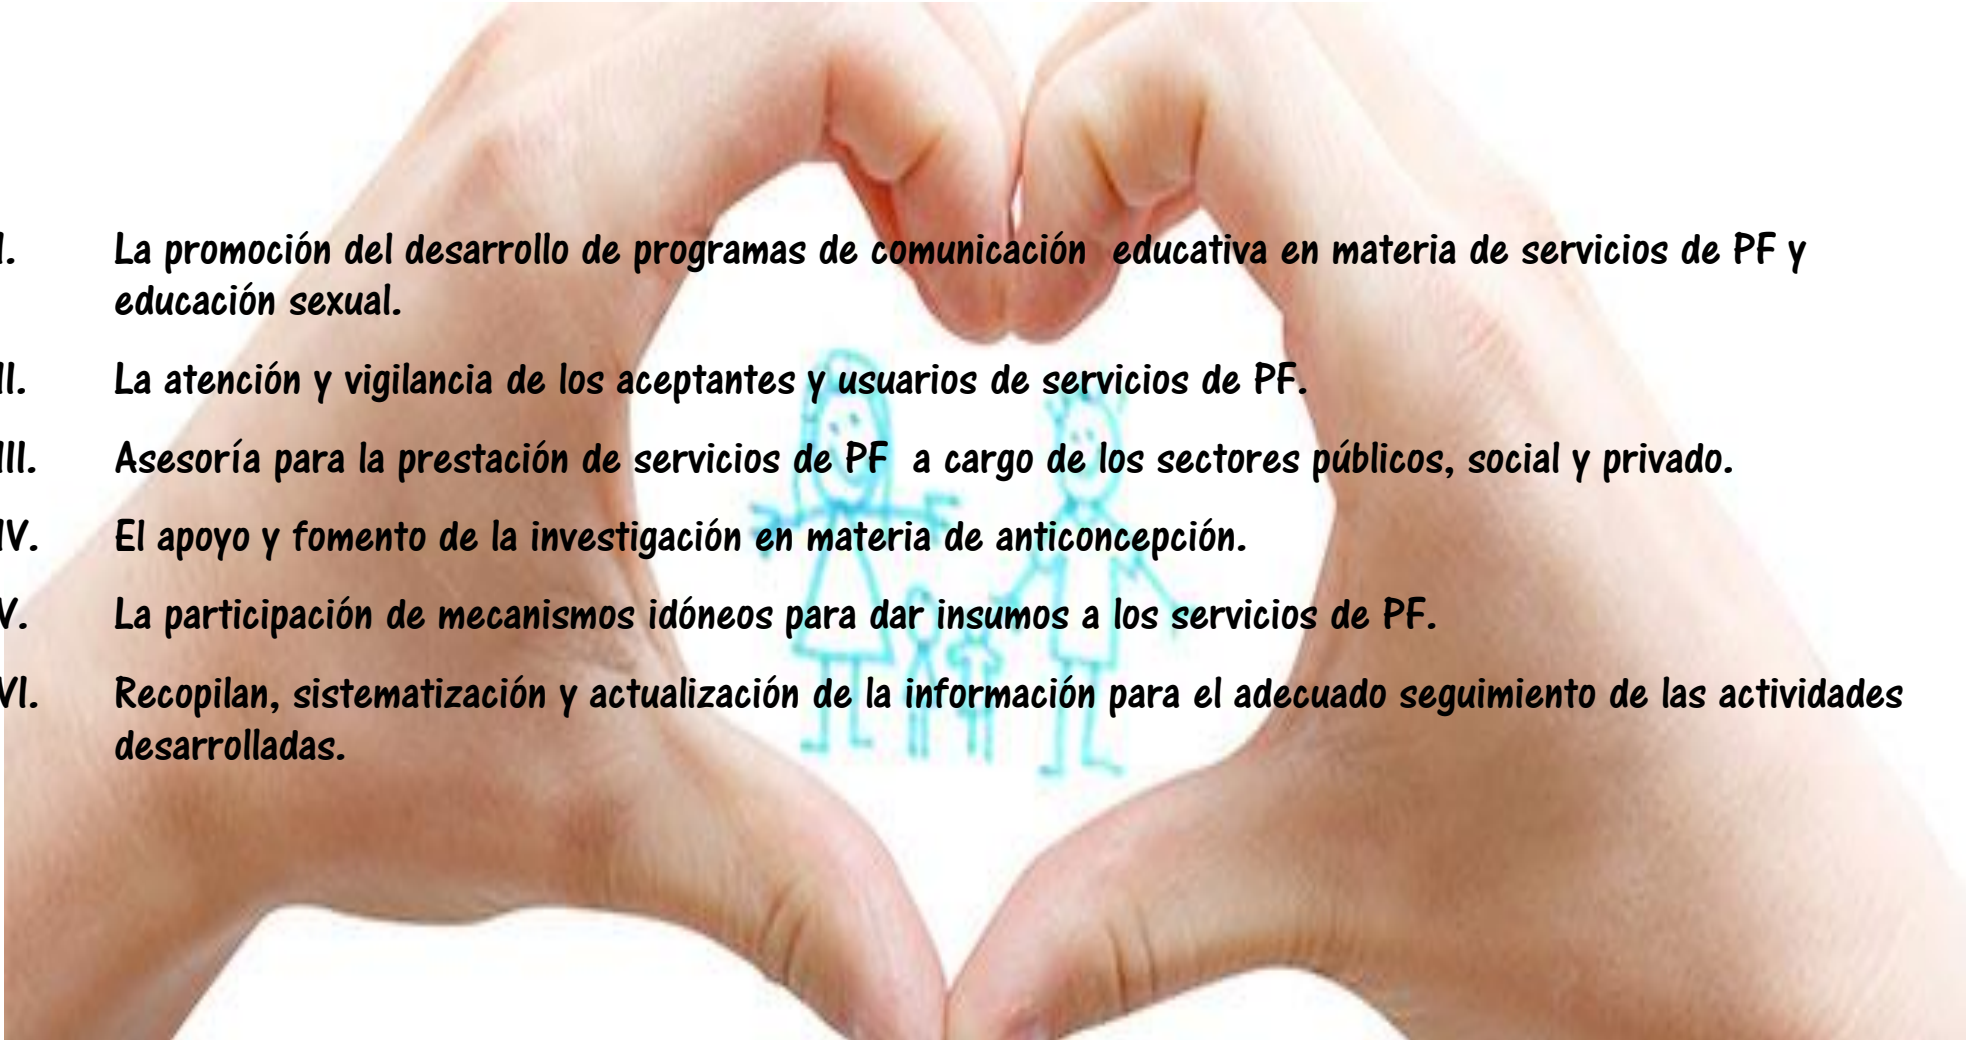 I. La promoción del desarrollo de programas de comunicación educativa en materia de servicios de PF y
educación sexual.
II. La atención y vigilancia de los aceptantes y usuarios de servicios de PF.
III. Asesoría para la prestación de servicios de PF a cargo de los sectores públicos, social y privado.
IV. El apoyo y fomento de la investigación en materia de anticoncepción.
V. La participación de mecanismos idóneos para dar insumos a los servicios de PF.
VI. Recopilan, sistematización y actualización de la información para el adecuado seguimiento de las actividades
desarrolladas.